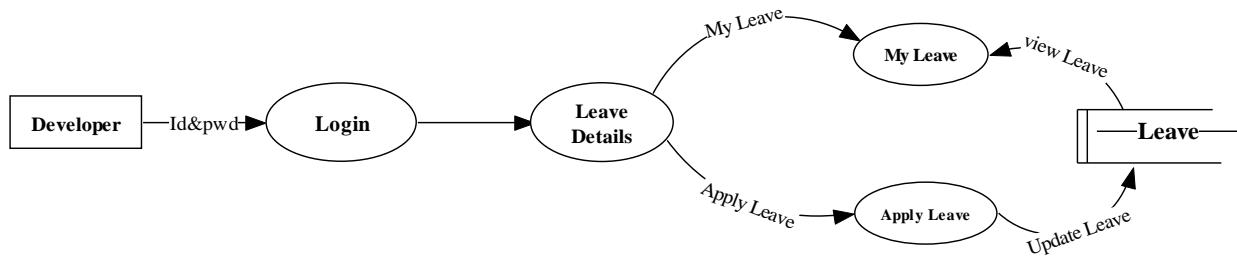 Developer
Id&pwd
Login
Leave
Details
My Leave
My Leave
view Leave
Leave
Apply Leave
Apply Leave
Update Leave